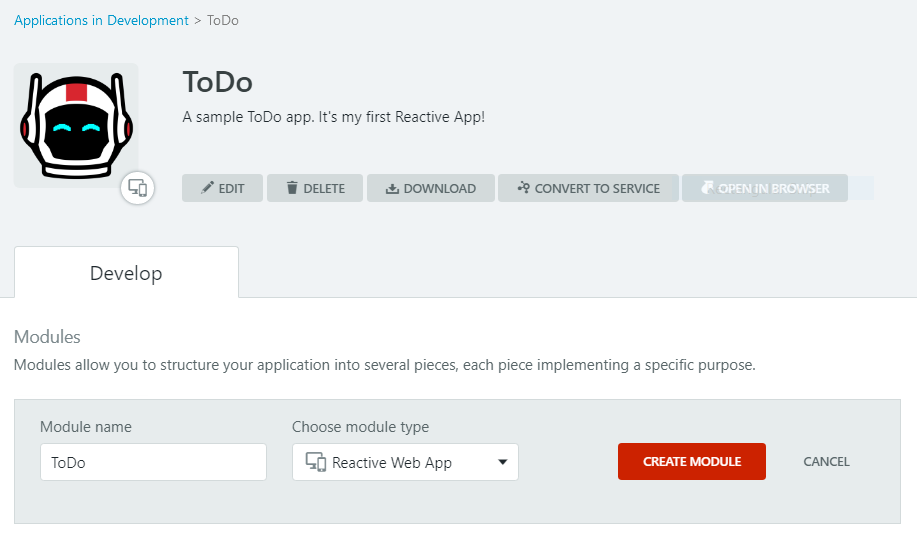 Applications in Development > ToDo
ToDo
A sample ToDo app. It's my first Reactive App!
EDIT DELETE DOWNLOAD CONVERT TO SERVICE OPEN IN BROWSER
Develop
Modules
Modules allow you to structure your application into several pieces, each piece implementing a specific purpose.
Module name Choose module type
ToDo Reactive Web App CREATE MODULE CANCEL